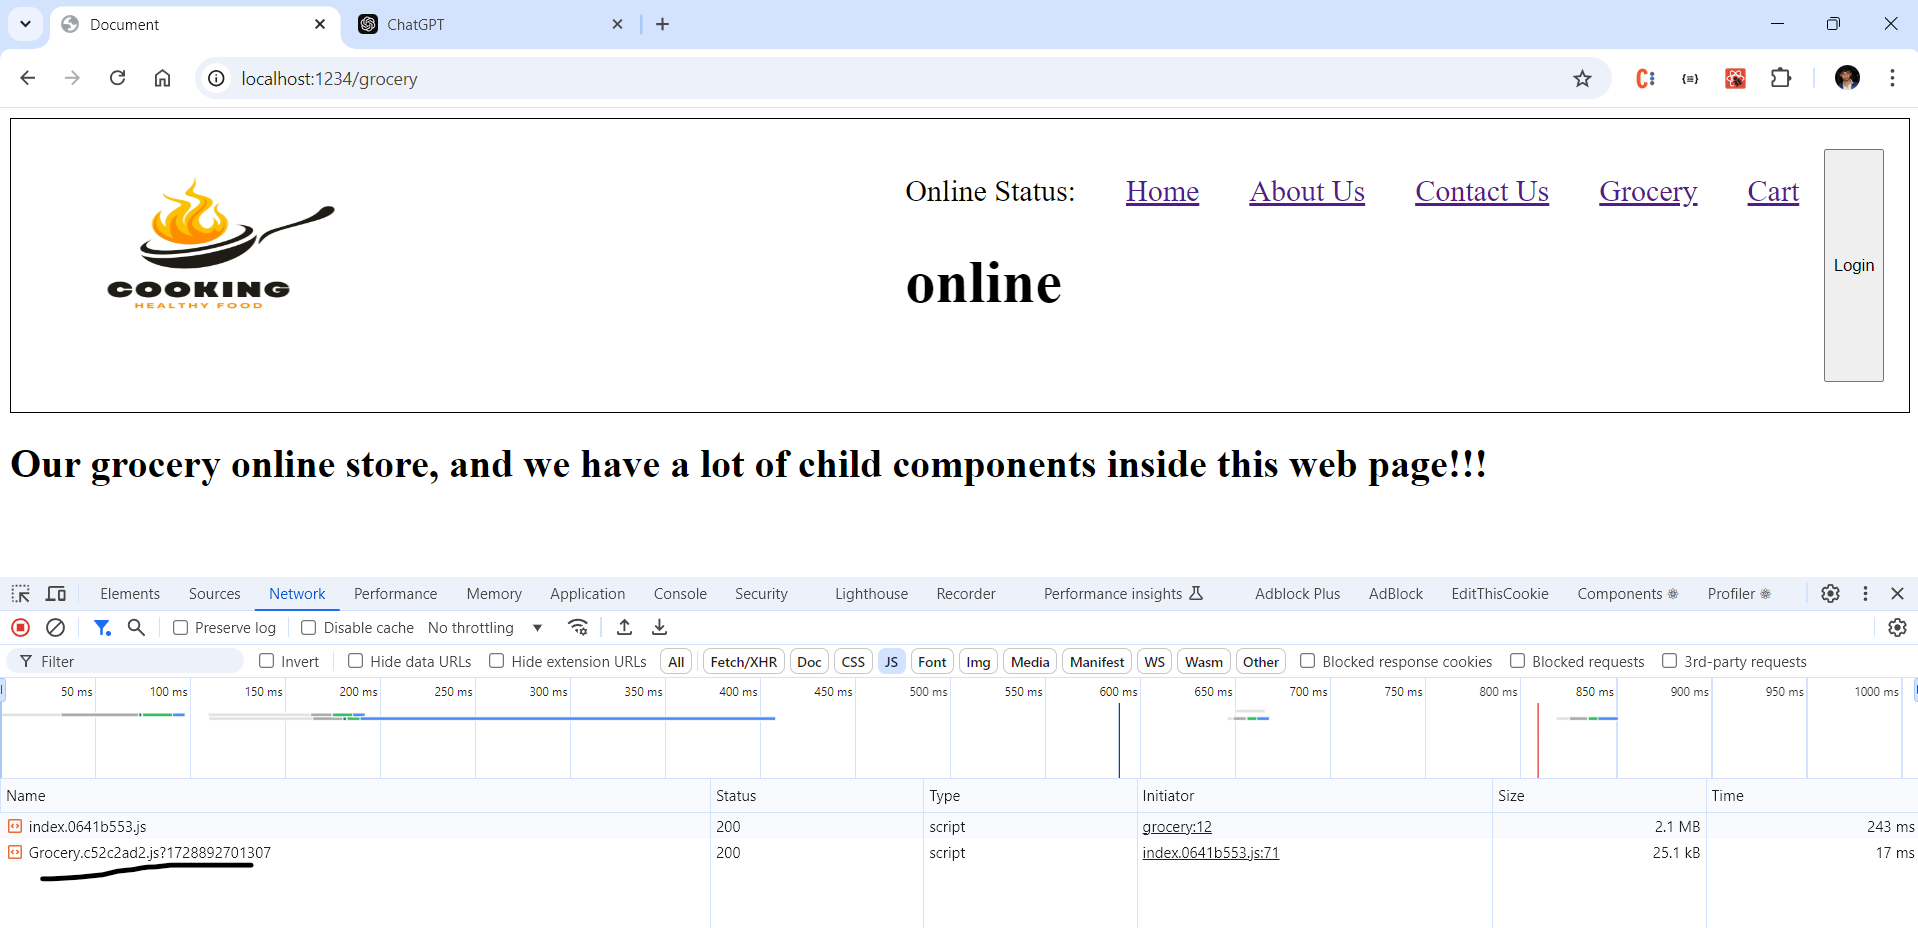 Document
ChatGPT
localhost:1234/grocery
COOKING
HEALTHY FOOD
Online Status:
online
Home
About Us
Contact Us
Grocery
Cart
Login
Our grocery online store, and we have a lot of child components inside this web page!!!
Elements Sources Network Performance Memory Application Console Security Lighthouse Recorder Performance insights Adblock Plus AdBlock EditThisCookie Components Profiler
Preserve log Disable cache No throttling
Filter Invert Hide data URLs Hide extension URLs All Fetch/XHR Doc CSS JS Font Img Media Manifest WS Wasm Other Blocked response cookies Blocked requests 3rd-party requests
50 ms 100 ms 150 ms 200 ms 250 ms 300 ms 350 ms 400 ms 450 ms 500 ms 550 ms 600 ms 650 ms 700 ms 750 ms 800 ms 850 ms 900 ms 950 ms 1000 ms
Name Status Type Initiator Size Time
index.0641b553.js 200 script grocery:12 2.1 MB 243 ms
Grocery.c52c2ad2.js?1728892701307 200 script index.0641b553.js:71 25.1 kB 17 ms